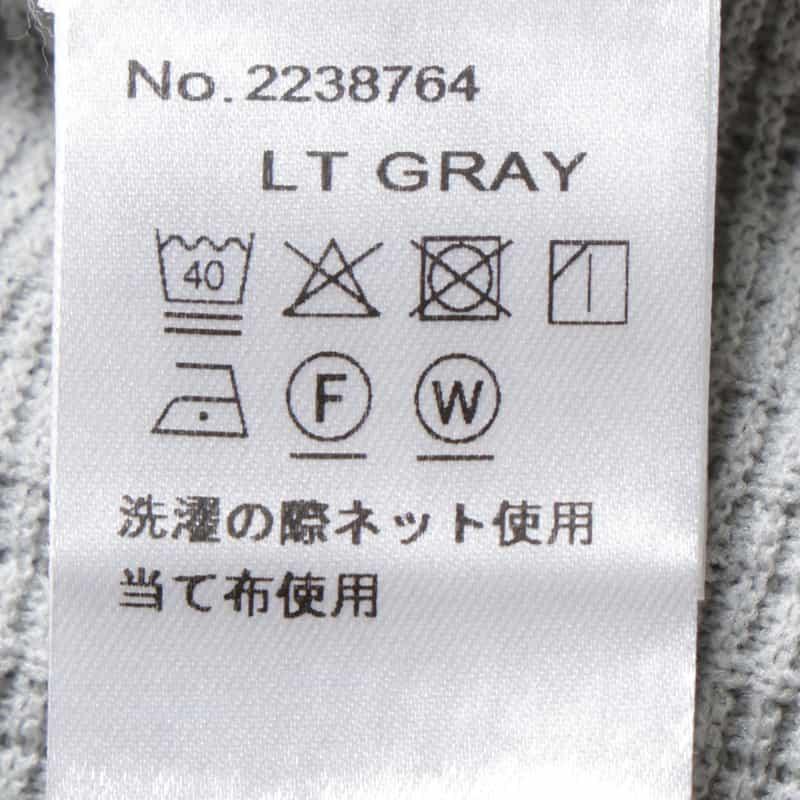 No.2238764
LT GRAY
40
F W
洗濯の際ネット使用
当て布使用